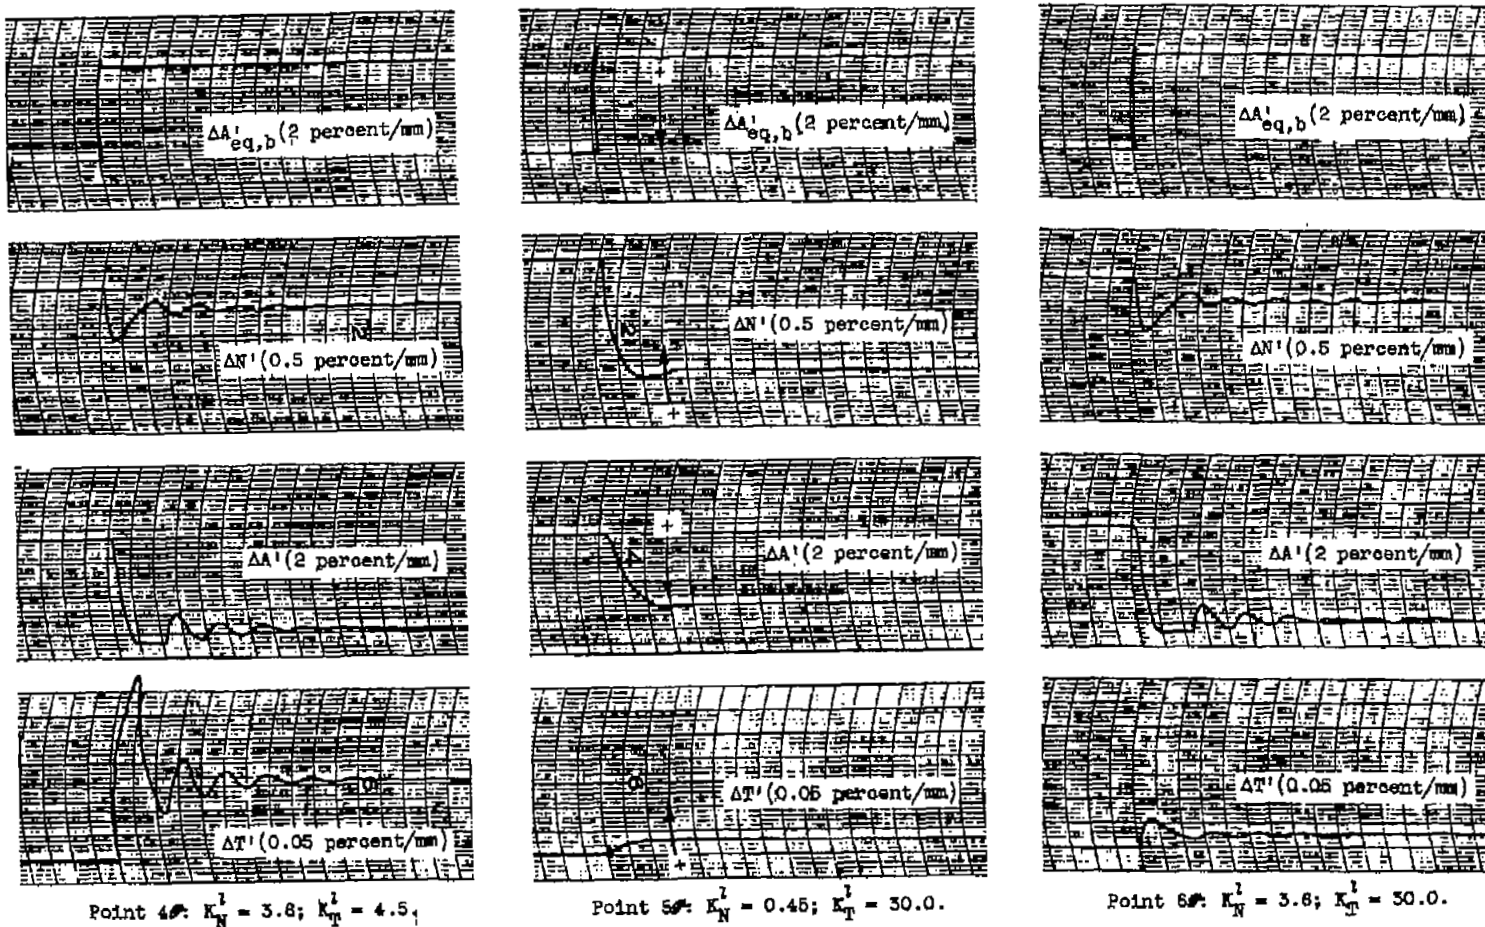 ΔA'eq,b (2 percent/mm)
ΔA'eq,b (2 percent/mm)
ΔA'eq,b (2 percent/mm)
ΔN' (0.5 percent/mm)
ΔN' (0.5 percent/mm)
ΔN' (0.5 percent/mm)
ΔA' (2 percent/mm)
ΔA' (2 percent/mm)
ΔA' (2 percent/mm)
ΔT' (0.05 percent/mm)
ΔT' (0.05 percent/mm)
ΔT' (0.05 percent/mm)
Point 4: K_N^l = 3.6; K_T^l = 4.5.
Point 5: K_N^l = 0.45; K_T^l = 30.0.
Point 6: K_N^l = 3.6; K_T^l = 30.0.